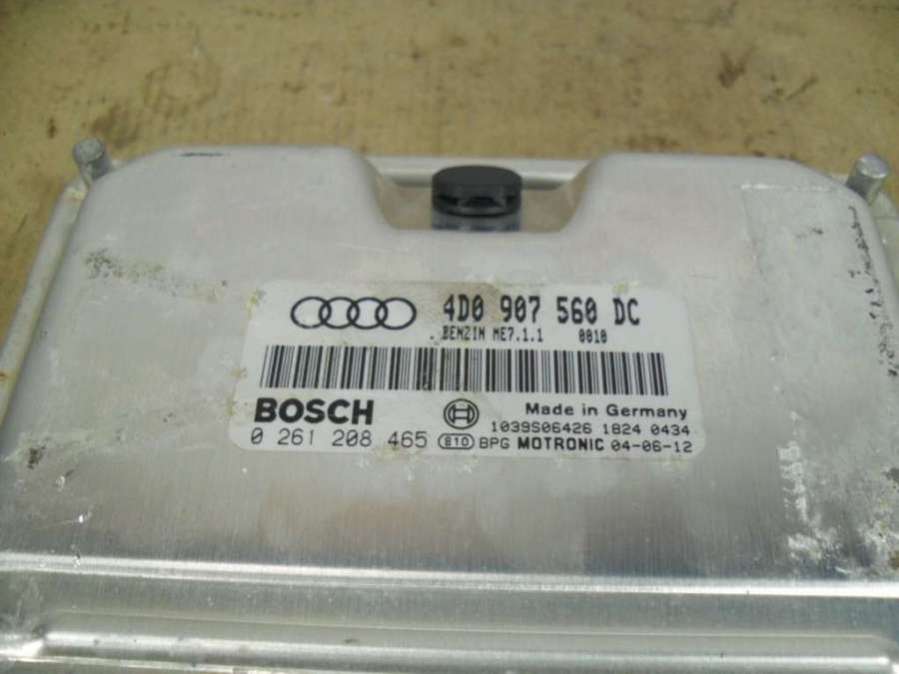 4D0 907 560 DC
.BENZIN ME7.1.1 0010
BOSCH
Made in Germany
1039S06426 1824 0434
0 261 208 465 E10 BPG MOTRONIC 04-06-12